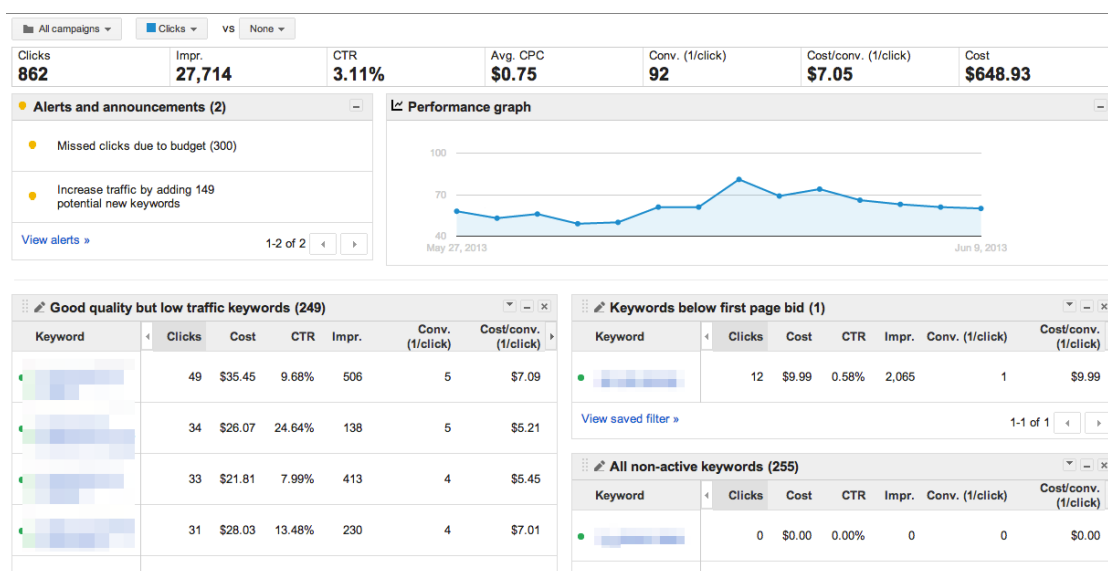 All campaigns Clicks VS None
Clicks Impr. CTR Avg. CPC Conv. (1/click) Cost/conv. (1/click) Cost
862 27,714 3.11% $0.75 92 $7.05 $648.93
Alerts and announcements (2)
Missed clicks due to budget (300)
Increase traffic by adding 149
potential new keywords
View alerts »
1-2 of 2
Performance graph
100
70
40
May 27, 2013 Jun 9, 2013
Good quality but low traffic keywords (249)
Keyword Clicks Cost CTR Impr. Conv. (1/click) Cost/conv. (1/click)
49 $35.45 9.68% 506 5 $7.09
34 $26.07 24.64% 138 5 $5.21
33 $21.81 7.99% 413 4 $5.45
31 $28.03 13.48% 230 4 $7.01
Keywords below first page bid (1)
Keyword Clicks Cost CTR Impr. Conv. (1/click) Cost/conv. (1/click)
12 $9.99 0.58% 2,065 1 $9.99
View saved filter »
1-1 of 1
All non-active keywords (255)
Keyword Clicks Cost CTR Impr. Conv. (1/click) Cost/conv. (1/click)
0 $0.00 0.00% 0 0 $0.00